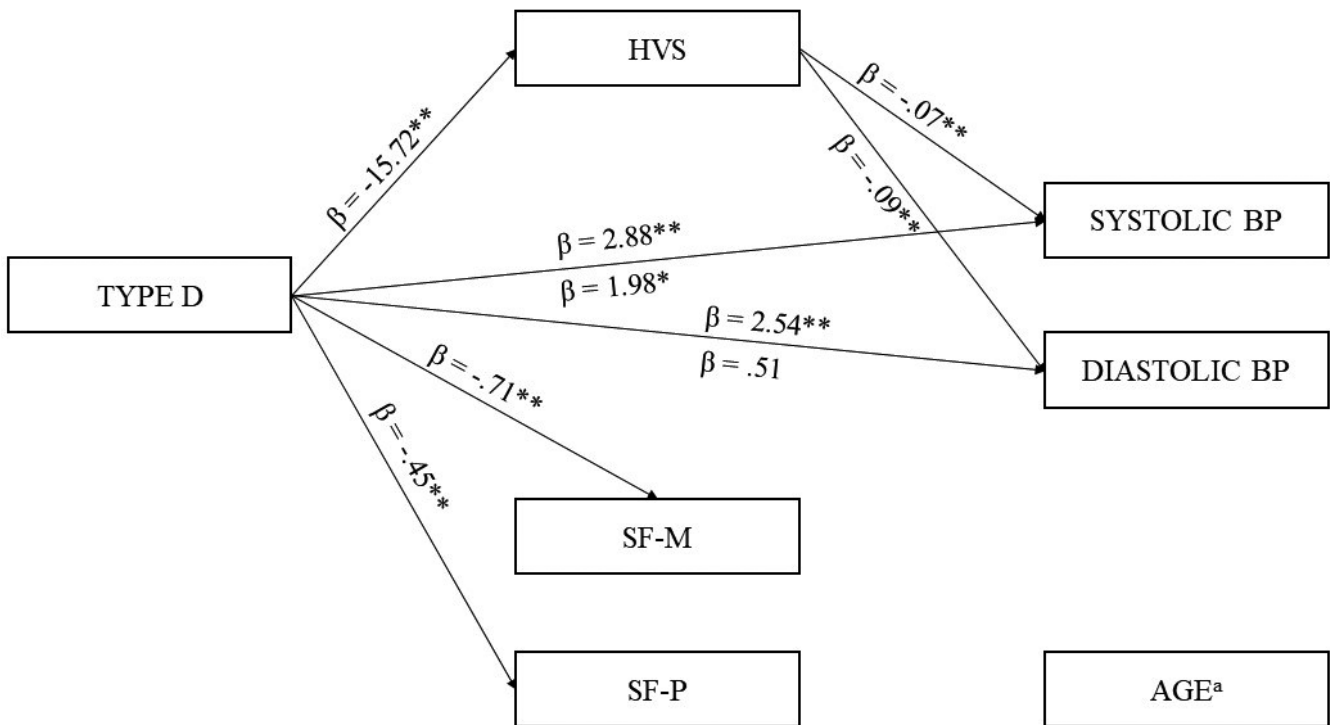 HVS
β = -.07**
β = -15.72**
β = -.09**
SYSTOLIC BP
β = 2.88**
TYPE D
β = 1.98*
β = 2.54**
β = .51
DIASTOLIC BP
β = -.71**
β = -.45**
SF-M
SF-P
AGEᵃ